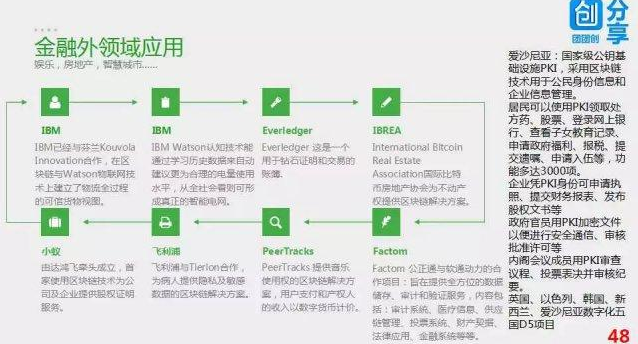 金融外领域应用
娱乐，房地产，智慧城市……
创
分享
团团创
IBM
IBM已经与芬兰Kouvola
Innovation合作，在区
块链与Watson物联网技
术上建立了物流全过程
的可信货物视图。
IBM
IBM Watson认知技术能
通过学习历史数据来自动
建议更为合理的电量使用
水平，从全社会看则可形
成真正的智能电网。
Everledger
Everledger 这是一个
用于钻石证明和交易的
账簿
IBREA
International Bitcoin
Real Estate
Association国际比特
币房地产协会为不动产
权提供区块链解决方案。
小蚁
由达鸿飞牵头成立，首
家使用区块链技术为公
司及企业提供股权证明
服务。
飞利浦
飞利浦与Tierion合作，
为病人提供隐私及敏感
数据的区块链解决方案。
PeerTracks
PeerTracks 提供音乐
使用权的区块链解决方
案，用户支付和产权人
的收入以数字货币计价。
Factom
Factom 公正通与软通动力的合
作项目：旨在提供全方位的数据
储存、审计和验证服务，内容包
括：审计系统、医疗信息、供应
链管理、投票系统、财产契据、
法律应用、金融系统等等。
爱沙尼亚：国家级公钥基
础设施PKI，采用区块链
技术用于公民身份信息和
企业信息管理。
居民可以使用PKI领取处
方药、股票、登录网上银
行、查看子女教育记录、
申请政府福利、报税、提
交遗嘱、申请入伍等，功
能多达3000项。
企业凭PKI身份可申请执
照、提交财务报表、发布
股权文书等
政府官员用PKI加密文件
以便进行安全通信、审核
批准许可等
内阁会议成员用PKI审查
议程、投票表决并审核纪
要。
英国、以色列、韩国、新
西兰、爱沙尼亚数字化五
国D5项目
48